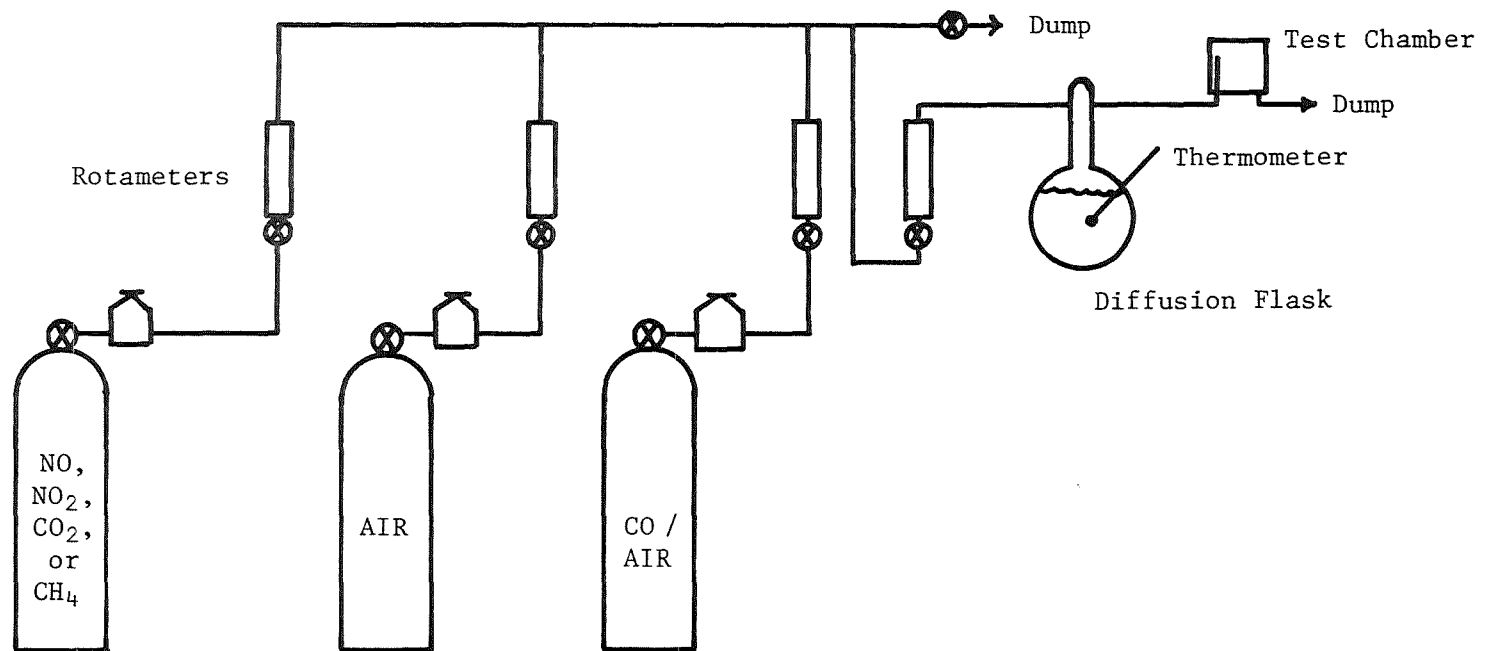 Dump
Test Chamber
Dump
Rotameters
Thermometer
Diffusion Flask
NO,
NO₂,
CO₂,
or
CH₄
AIR
CO /
AIR